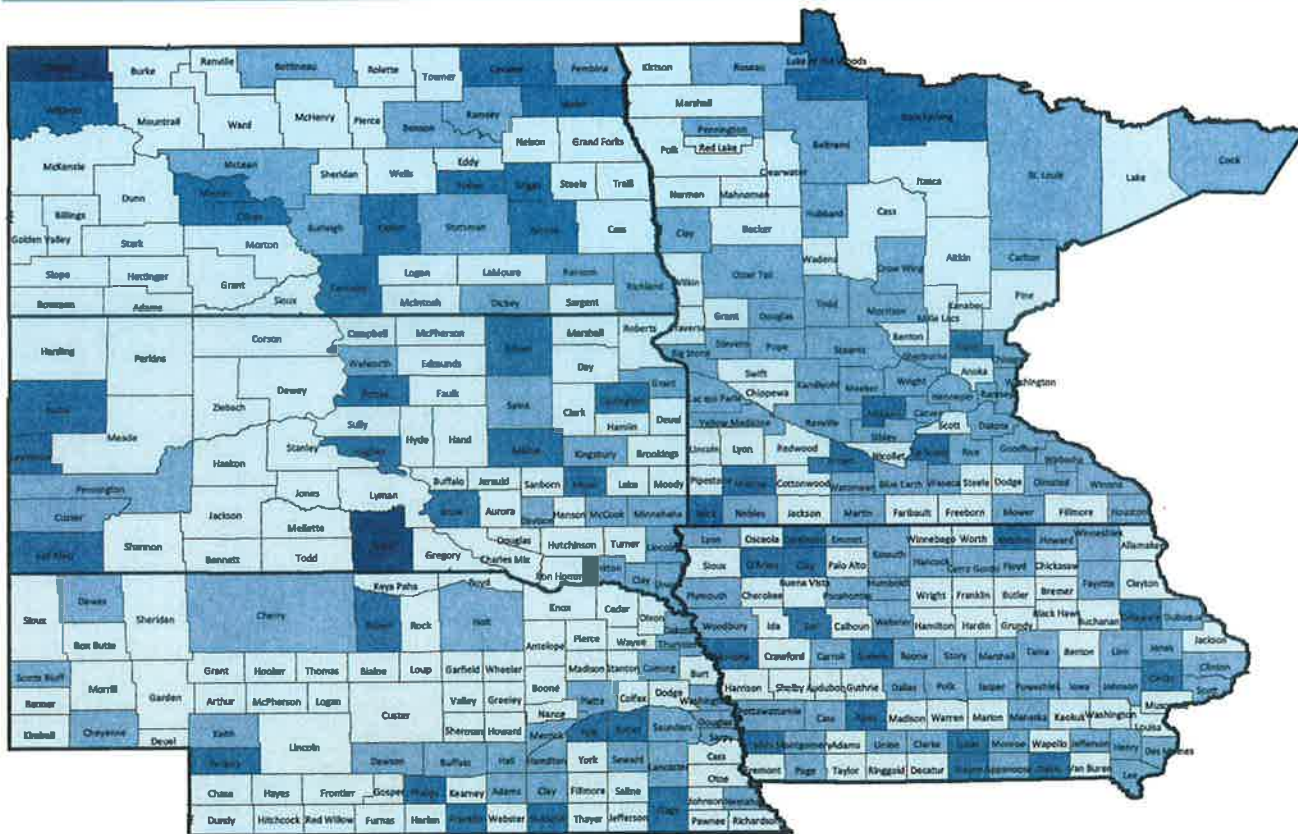 Burke
Renville
Bottineau
Rolette
Towner
Cavalier
Pembina
Kittson
Roseau
Lake of the Woods
Mountrail
Ward
McHenry
Pierce
Benson
Ramsey
Walsh
Marshall
Koochiching
Nelson
Grand Forks
Pennington
Red Lake
Polk
Beltrami
Clearwater
Itasca
St. Louis
Lake
Cook
McKenzie
McLean
Sheridan
Wells
Eddy
Foster
Griggs
Steele
Traill
Norman
Mahnomen
Dunn
Mercer
Oliver
Billings
Golden Valley
Stark
Morton
Burleigh
Kidder
Stutsman
Barnes
Cass
Clay
Becker
Hubbard
Cass
Wadena
Crow Wing
Aitkin
Carlton
Slope
Hettinger
Grant
Sioux
Logan
LaMoure
Ransom
Richland
Wilkin
Otter Tail
Todd
Morrison
Mille Lacs
Kanabec
Pine
Bowman
Adams
McIntosh
Dickey
Sargent
Grant
Douglas
Harding
Perkins
Corson
Campbell
McPherson
Brown
Marshall
Roberts
Traverse
Stevens
Pope
Stearns
Benton
Sherburne
Walworth
Edmunds
Day
Big Stone
Swift
Anoka
Washington
Dewey
Ziebach
Potter
Faulk
Spink
Clark
Codington
Grant
Deuel
Hamlin
Lac qui Parle
Chippewa
Kandiyohi
Meeker
Wright
Hennepin
Ramsey
Carver
Scott
Dakota
Butte
Meade
Sully
Hyde
Hand
Yellow Medicine
Renville
Sibley
Haakon
Stanley
Hughes
Kingsbury
Brookings
Lincoln
Lyon
Redwood
Nicollet
Rice
Goodhue
Wabasha
Pennington
Custer
Jackson
Jones
Lyman
Buffalo
Jerauld
Sanborn
Miner
Lake
Moody
Pipestone
Cottonwood
Watonwan
Blue Earth
Waseca
Steele
Dodge
Olmsted
Winona
Brule
Aurora
Davison
Hanson
McCook
Minnehaha
Rock
Nobles
Jackson
Martin
Faribault
Freeborn
Mower
Fillmore
Houston
Fall River
Shannon
Bennett
Mellette
Todd
Tripp
Gregory
Douglas
Charles Mix
Hutchinson
Turner
Lincoln
Bon Homme
Clay
Lyon
Osceola
Emmet
Winnebago
Worth
Howard
Winneshiek
Allamakee
Sioux
O'Brien
Clay
Palo Alto
Kossuth
Hancock
Cerro Gordo
Floyd
Chickasaw
Fayette
Clayton
Sioux
Dawes
Sheridan
Cherry
Keya Paha
Boyd
Knox
Cedar
Dixon
Plymouth
Cherokee
Buena Vista
Pocahontas
Humboldt
Wright
Franklin
Butler
Bremer
Black Hawk
Buchanan
Delaware
Dubuque
Box Butte
Brown
Rock
Holt
Antelope
Pierce
Wayne
Thurston
Woodbury
Ida
Sac
Calhoun
Webster
Hamilton
Hardin
Grundy
Jackson
Scotts Bluff
Grant
Hooker
Thomas
Blaine
Loup
Garfield
Wheeler
Madison
Stanton
Cuming
Burt
Crawford
Carroll
Greene
Boone
Story
Marshall
Tama
Benton
Linn
Jones
Clinton
Banner
Morrill
Garden
Arthur
McPherson
Logan
Custer
Valley
Greeley
Boone
Platte
Colfax
Dodge
Washington
Harrison
Shelby
Audubon
Guthrie
Dallas
Polk
Jasper
Poweshiek
Iowa
Johnson
Cedar
Scott
Kimball
Cheyenne
Deuel
Keith
Lincoln
Sherman
Howard
Nance
Merrick
Polk
Butler
Saunders
Douglas
Sarpy
Pottawattamie
Cass
Adair
Madison
Warren
Marion
Mahaska
Keokuk
Washington
Louisa
Perkins
Dawson
Buffalo
Hall
Hamilton
York
Seward
Lancaster
Cass
Otoe
Montgomery
Adams
Union
Clarke
Lucas
Monroe
Wapello
Jefferson
Henry
Des Moines
Chase
Hayes
Frontier
Gosper
Phelps
Kearney
Adams
Clay
Fillmore
Saline
Gage
Johnson
Nemaha
Fremont
Page
Taylor
Ringgold
Decatur
Wayne
Appanoose
Davis
Van Buren
Lee
Dundy
Hitchcock
Red Willow
Furnas
Harlan
Franklin
Webster
Nuckolls
Thayer
Jefferson
Pawnee
Richardson